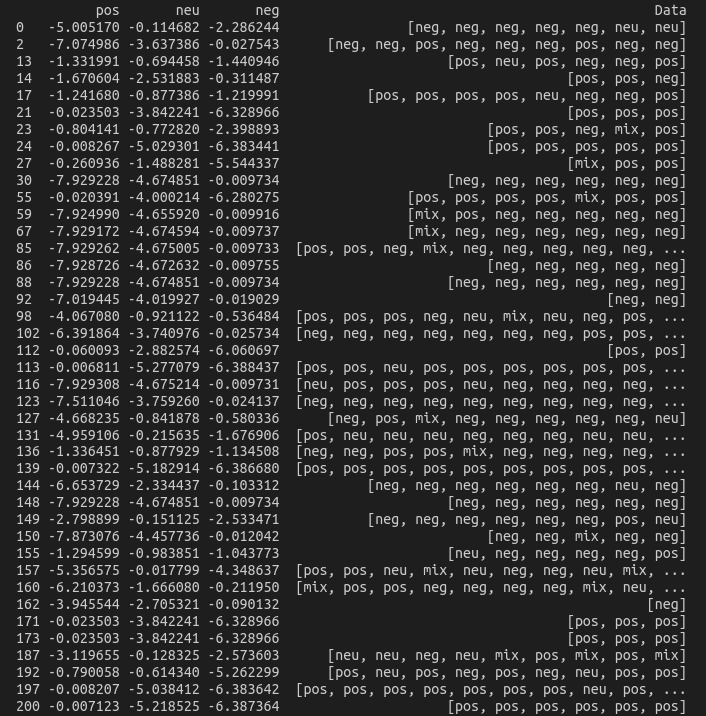 pos neu neg Data
0 -5.005170 -0.114682 -2.286244 [neg, neg, neg, neg, neg, neu, neu]
2 -7.074986 -3.637386 -0.027543 [neg, neg, pos, neg, neg, neg, pos, neg, neg]
13 -1.331991 -0.694458 -1.440946 [pos, neu, pos, neg, neg, pos]
14 -1.670604 -2.531883 -0.311487 [pos, pos, neg]
17 -1.241680 -0.877386 -1.219991 [pos, pos, pos, pos, neu, neg, neg, pos]
21 -0.023503 -3.842241 -6.328966 [pos, pos, pos]
23 -0.804141 -0.772820 -2.398893 [pos, pos, neg, mix, pos]
24 -0.008267 -5.029301 -6.383441 [pos, pos, pos, pos, pos]
27 -0.260936 -1.488281 -5.544337 [mix, pos, pos]
30 -7.929228 -4.674851 -0.009734 [neg, neg, neg, neg, neg, neg]
55 -0.020391 -4.000214 -6.280275 [pos, pos, pos, pos, mix, pos, pos]
59 -7.924990 -4.655920 -0.009916 [mix, pos, neg, neg, neg, neg, neg]
67 -7.929172 -4.674594 -0.009737 [mix, neg, neg, neg, neg, neg, neg]
85 -7.929262 -4.675005 -0.009733 [pos, pos, neg, mix, neg, neg, neg, neg, neg, ...
86 -7.928726 -4.672632 -0.009755 [neg, neg, neg, neg, neg]
88 -7.929228 -4.674851 -0.009734 [neg, neg, neg, neg, neg, neg]
92 -7.019445 -4.019927 -0.019029 [neg, neg]
98 -4.067080 -0.921122 -0.536484 [pos, pos, pos, neg, neu, mix, neu, neg, pos, ...
102 -6.391864 -3.740976 -0.025734 [neg, neg, neg, neg, neg, neg, neg, pos, pos, ...
112 -0.060093 -2.882574 -6.060697 [pos, pos]
113 -0.006811 -5.277079 -6.388437 [pos, pos, neu, pos, pos, pos, pos, pos, pos, ...
116 -7.929308 -4.675214 -0.009731 [neu, pos, pos, pos, neu, neg, neg, neg, neg, ...
123 -7.511046 -3.759260 -0.024137 [neg, neg, neg, neg, neg, neg, neg, neg, neg, ...
127 -4.668235 -0.841878 -0.580336 [neg, pos, mix, neg, neg, neg, neg, neg, neu]
131 -4.959106 -0.215635 -1.676906 [pos, neu, neu, neu, neg, neg, neg, neu, neu, ...
136 -1.336451 -0.877929 -1.134508 [neg, neg, pos, pos, mix, neg, neg, neg, pos, ...
139 -0.007322 -5.182914 -6.386680 [pos, pos, pos, pos, pos, pos, pos, pos, pos, ...
144 -6.653729 -2.334437 -0.103312 [neg, neg, neg, neg, neg, neg, neu, neg]
148 -7.929228 -4.674851 -0.009734 [neg, neg, neg, neg, neg, neg]
149 -2.798899 -0.151125 -2.533471 [neg, neg, neg, neg, neg, neg, pos, neu]
150 -7.873076 -4.457736 -0.012042 [neg, neg, mix, neg, neg]
155 -1.294599 -0.983851 -1.043773 [neu, neg, neg, neg, neg, pos]
157 -5.356575 -0.017799 -4.348637 [pos, pos, neu, mix, neu, neg, neg, neu, mix, ...
160 -6.210373 -1.666080 -0.211950 [mix, pos, pos, neg, neg, neg, neg, mix, neu, ...
162 -3.945544 -2.705321 -0.090132 [neg]
171 -0.023503 -3.842241 -6.328966 [pos, pos, pos]
173 -0.023503 -3.842241 -6.328966 [pos, pos, pos]
187 -3.119655 -0.128325 -2.573603 [neu, neu, neg, neu, mix, pos, mix, pos, mix]
192 -0.790058 -0.614340 -5.262299 [pos, neu, pos, neg, pos, neg, neu, pos, pos]
197 -0.008207 -5.038412 -6.383642 [pos, pos, pos, pos, pos, pos, pos, neu, pos, ...
200 -0.007123 -5.218525 -6.387364 [pos, pos, pos, pos, pos, pos]